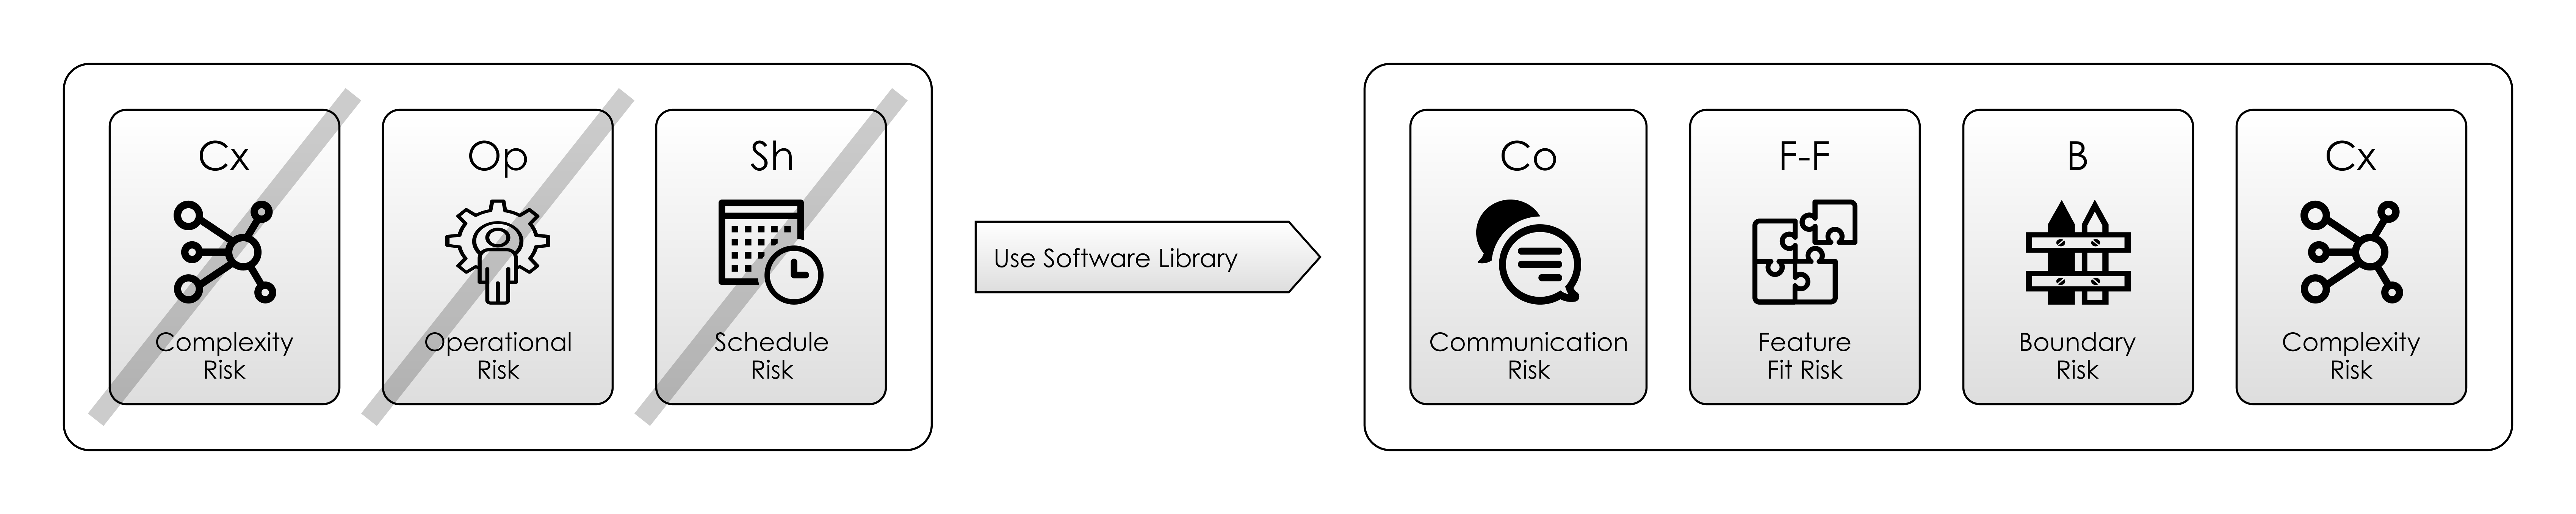 Cx
Complexity
Risk
Op
Operational
Risk
Sh
Schedule
Risk
Use Software Library
Co
Communication
Risk
F-F
Feature
Fit Risk
B
Boundary
Risk
Cx
Complexity
Risk